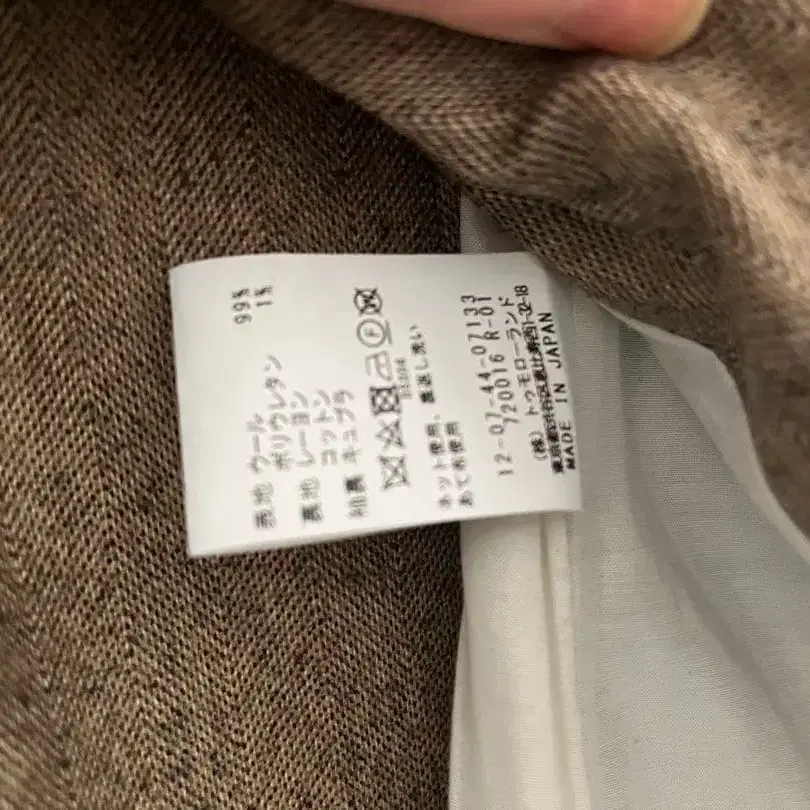 表地 ウール 99%
ポリウレタン 1%
裏地 レーヨン
コットン
袖裏 キュプラ
ネット使用、裏返し洗い
あて布使用
12-07-44-07133
720016 R-01
(株) トゥモローランド
MADE IN JAPAN